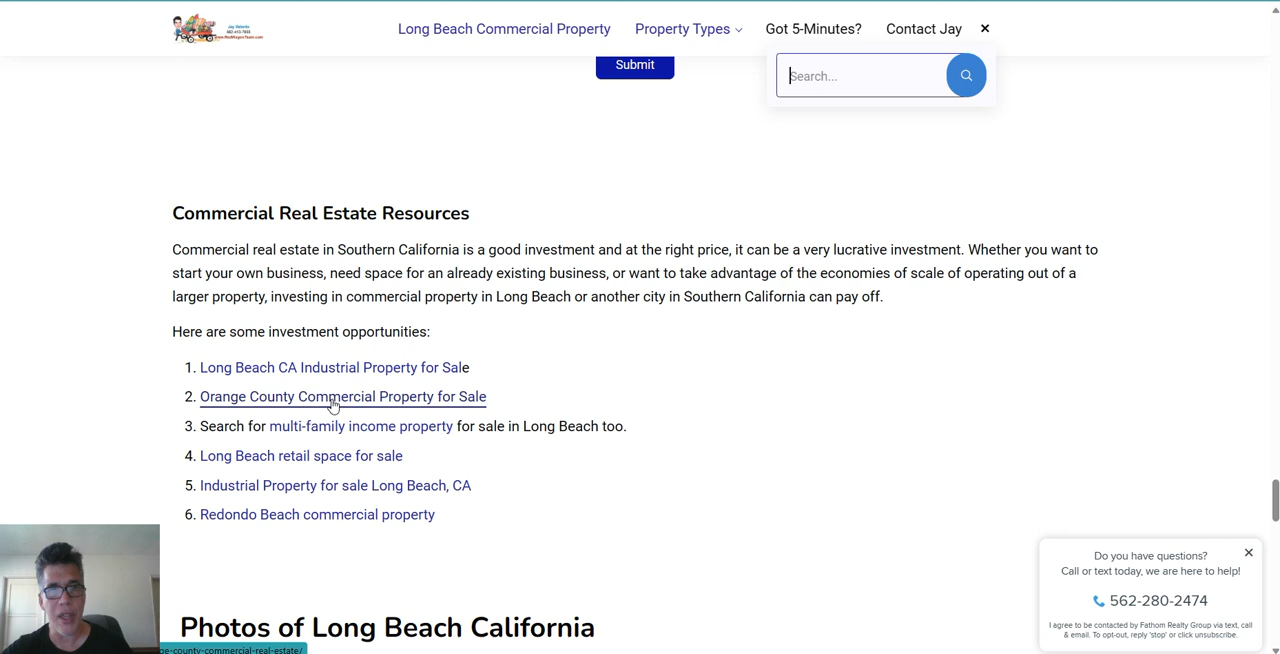 Jay Valento
562-413-7655
www.RedWagonTeam.com
Long Beach Commercial Property
Property Types
Got 5-Minutes?
Contact Jay
Search...
Submit
Commercial Real Estate Resources
Commercial real estate in Southern California is a good investment and at the right price, it can be a very lucrative investment. Whether you want to
start your own business, need space for an already existing business, or want to take advantage of the economies of scale of operating out of a
larger property, investing in commercial property in Long Beach or another city in Southern California can pay off.
Here are some investment opportunities:
1. Long Beach CA Industrial Property for Sale
2. Orange County Commercial Property for Sale
3. Search for multi-family income property for sale in Long Beach too.
4. Long Beach retail space for sale
5. Industrial Property for sale Long Beach, CA
6. Redondo Beach commercial property
Photos of Long Beach California
ge-county-commercial-real-estate/
Do you have questions?
Call or text today, we are here to help!
562-280-2474
I agree to be contacted by Fathom Realty Group via text, call
& email. To opt-out, reply 'stop' or click unsubscribe.